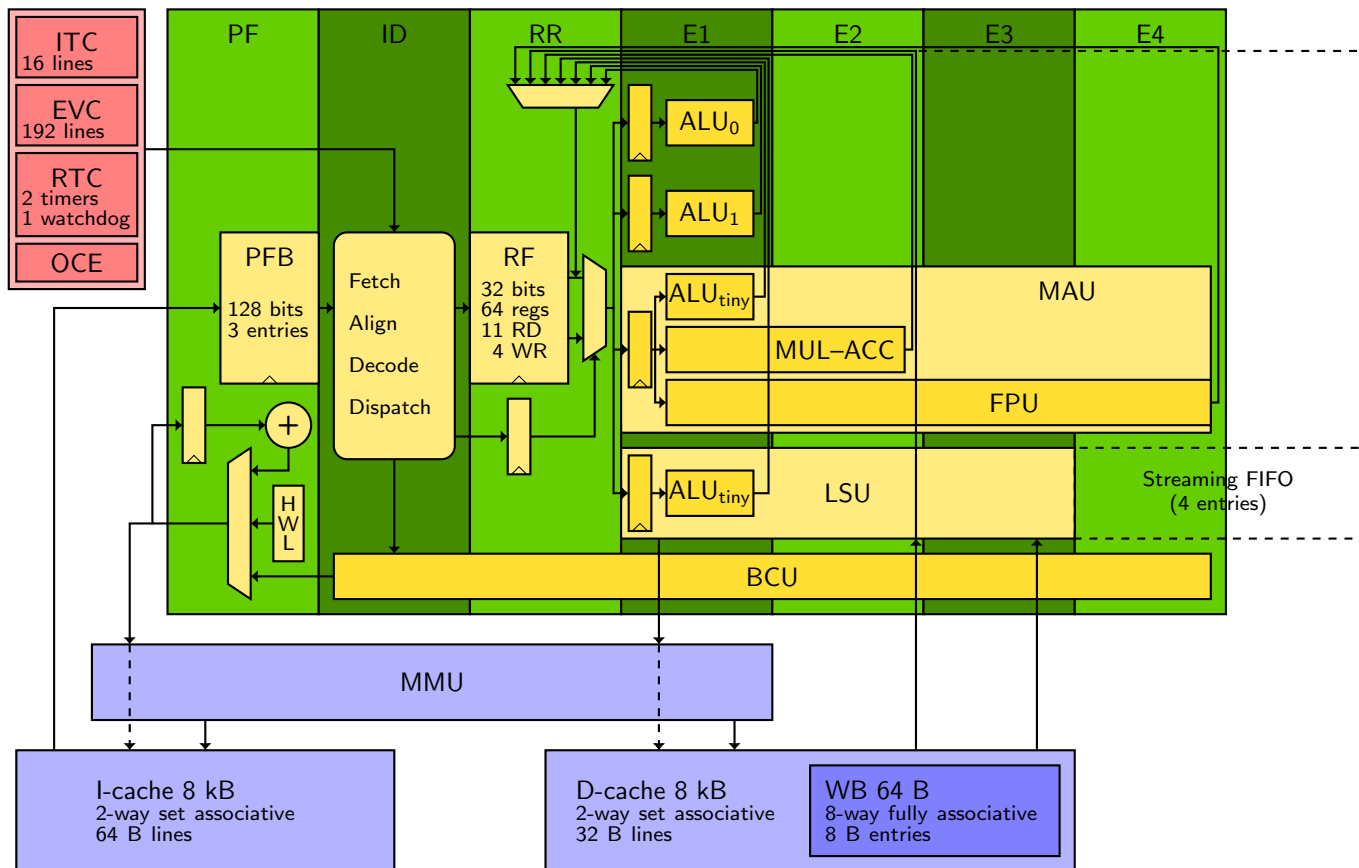 PF
ID
RR
E1
E2
E3
E4
ITC
16 lines
EVC
192 lines
RTC
2 timers
1 watchdog
OCE
PFB
128 bits
3 entries
Fetch
Align
Decode
Dispatch
RF
32 bits
64 regs
11 RD
4 WR
ALU₀
ALU₁
MAU
ALUtiny
MUL–ACC
FPU
+
H
W
L
LSU
ALUtiny
Streaming FIFO
(4 entries)
BCU
MMU
I-cache 8 kB
2-way set associative
64 B lines
D-cache 8 kB
2-way set associative
32 B lines
WB 64 B
8-way fully associative
8 B entries